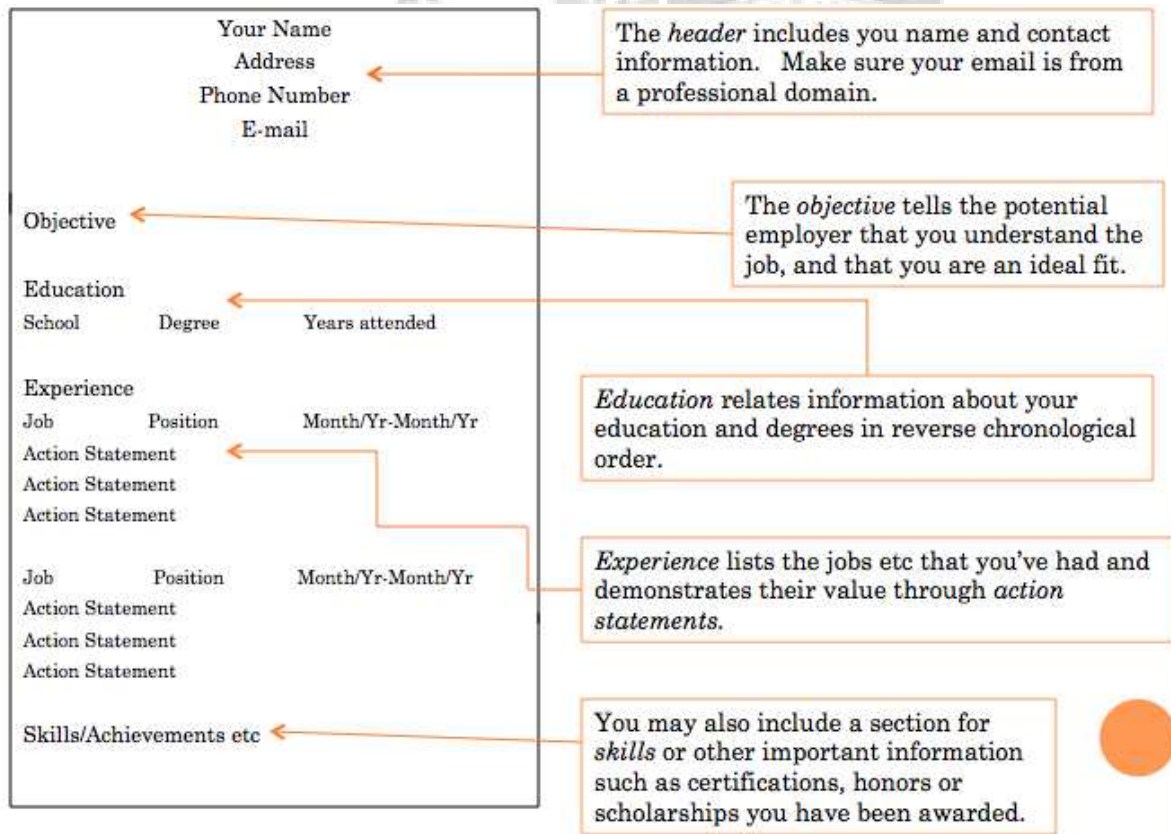 Your Name
Address
Phone Number
E-mail
The header includes you name and contact
information. Make sure your email is from
a professional domain.
Objective
The objective tells the potential
employer that you understand the
job, and that you are an ideal fit.
Education
School Degree Years attended
Education relates information about your
education and degrees in reverse chronological
order.
Experience
Job Position Month/Yr-Month/Yr
Action Statement
Action Statement
Action Statement
Experience lists the jobs etc that you've had and
demonstrates their value through action
statements.
Job Position Month/Yr-Month/Yr
Action Statement
Action Statement
Action Statement
Skills/Achievements etc
You may also include a section for
skills or other important information
such as certifications, honors or
scholarships you have been awarded.